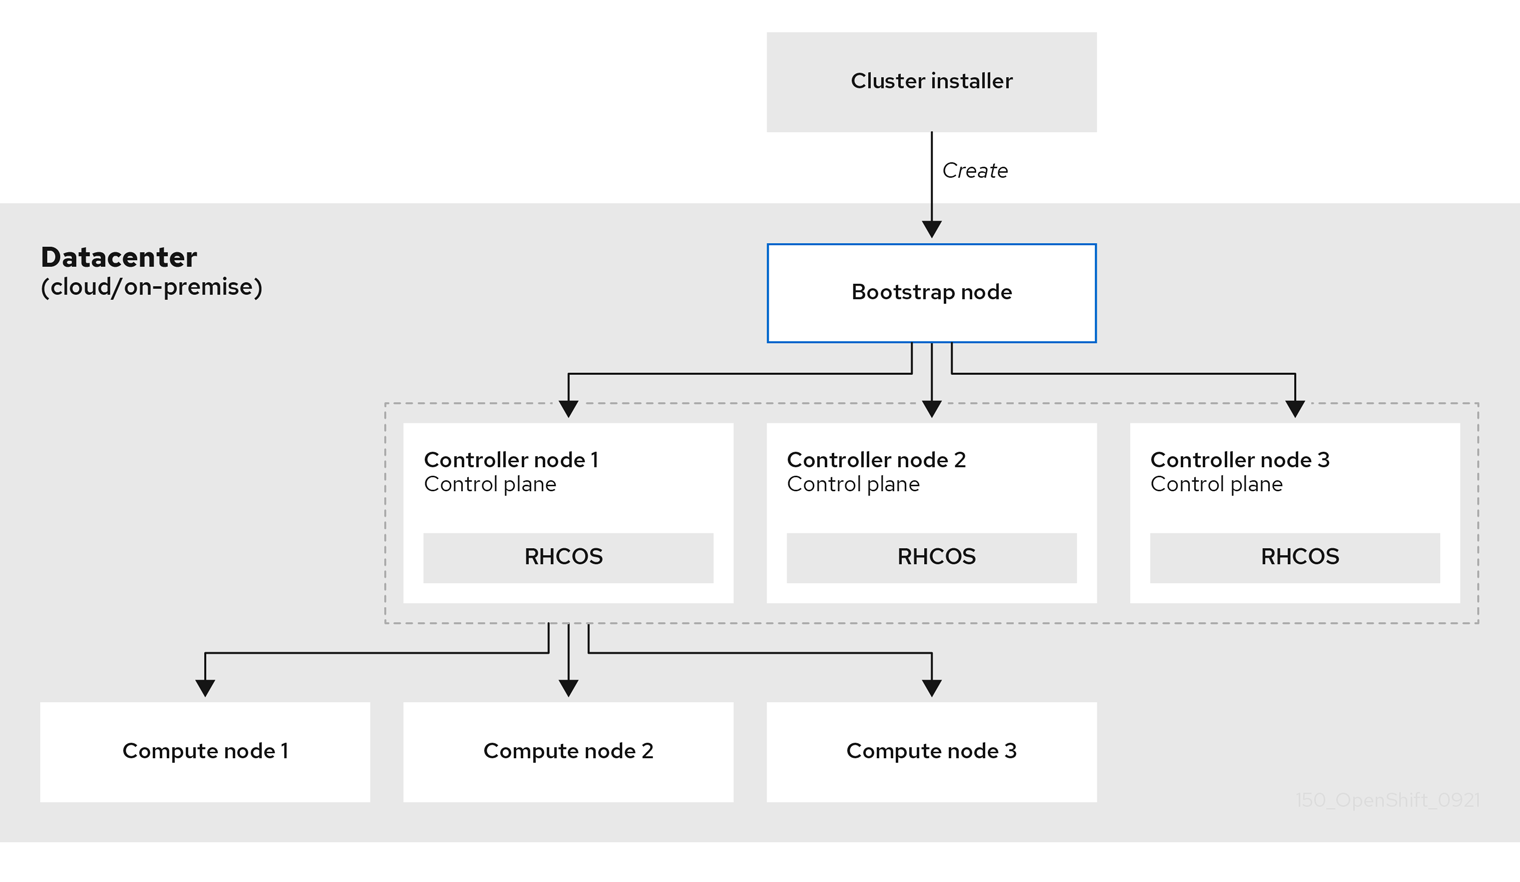 Cluster installer
Create
Datacenter
(cloud/on-premise)
Bootstrap node
Controller node 1
Control plane
RHCOS
Controller node 2
Control plane
RHCOS
Controller node 3
Control plane
RHCOS
Compute node 1
Compute node 2
Compute node 3
150_OpenShift_0921